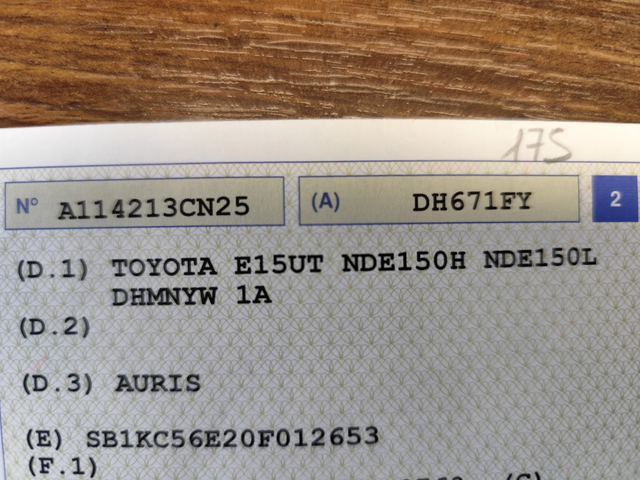 175
N° A114213CN25 (A) DH671FY 2
(D.1) TOYOTA E15UT NDE150H NDE150L
DHMNYW 1A
(D.2)
(D.3) AURIS
(E) SB1KC56E20F012653
(F.1)
(G)